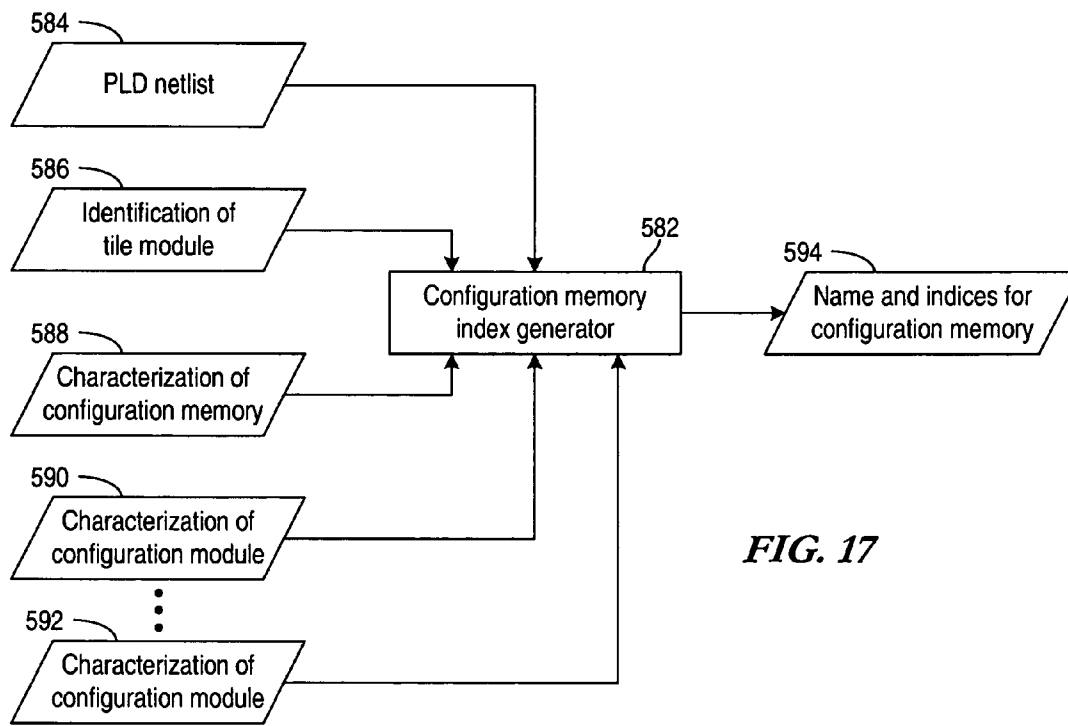 584
PLD netlist
586
Identification of
tile module
582
Configuration memory
index generator
594
Name and indices for
configuration memory
588
Characterization of
configuration memory
590
Characterization of
configuration module
592
Characterization of
configuration module
FIG. 17